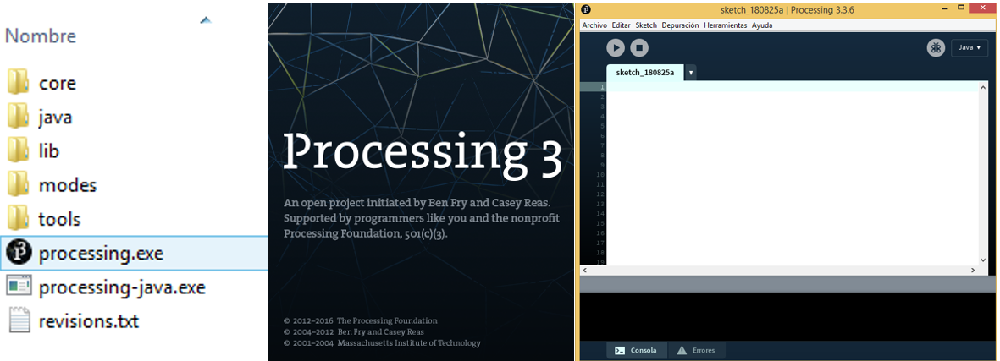 Nombre
core
java
lib
modes
tools
processing.exe
processing-java.exe
revisions.txt
Processing 3
An open project initiated by Ben Fry and Casey Reas.
Supported by programmers like you and the nonprofit
Processing Foundation, 501(c)(3).
© 2012–2016 The Processing Foundation
© 2004–2012 Ben Fry and Casey Reas
© 2001–2004 Massachusetts Institute of Technology
sketch_180825a | Processing 3.3.6
Archivo Editar Sketch Depuración Herramientas Ayuda
Java ▾
sketch_180825a ▾
1
2
3
4
5
6
7
8
9
10
11
12
13
14
15
16
17
18
19
Consola Errores